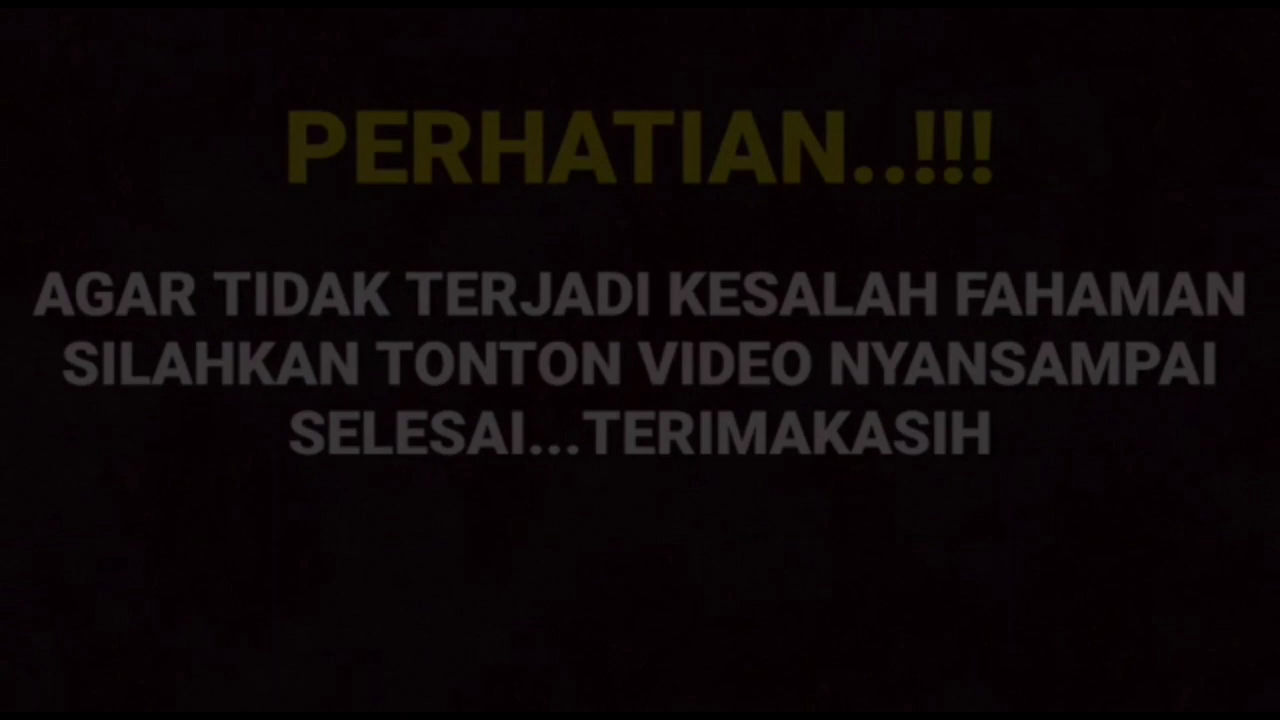 PERHATIAN..!!!
AGAR TIDAK TERJADI KESALAH FAHAMAN
SILAHKAN TONTON VIDEO NYANSAMPAI
SELESAI...TERIMAKASIH